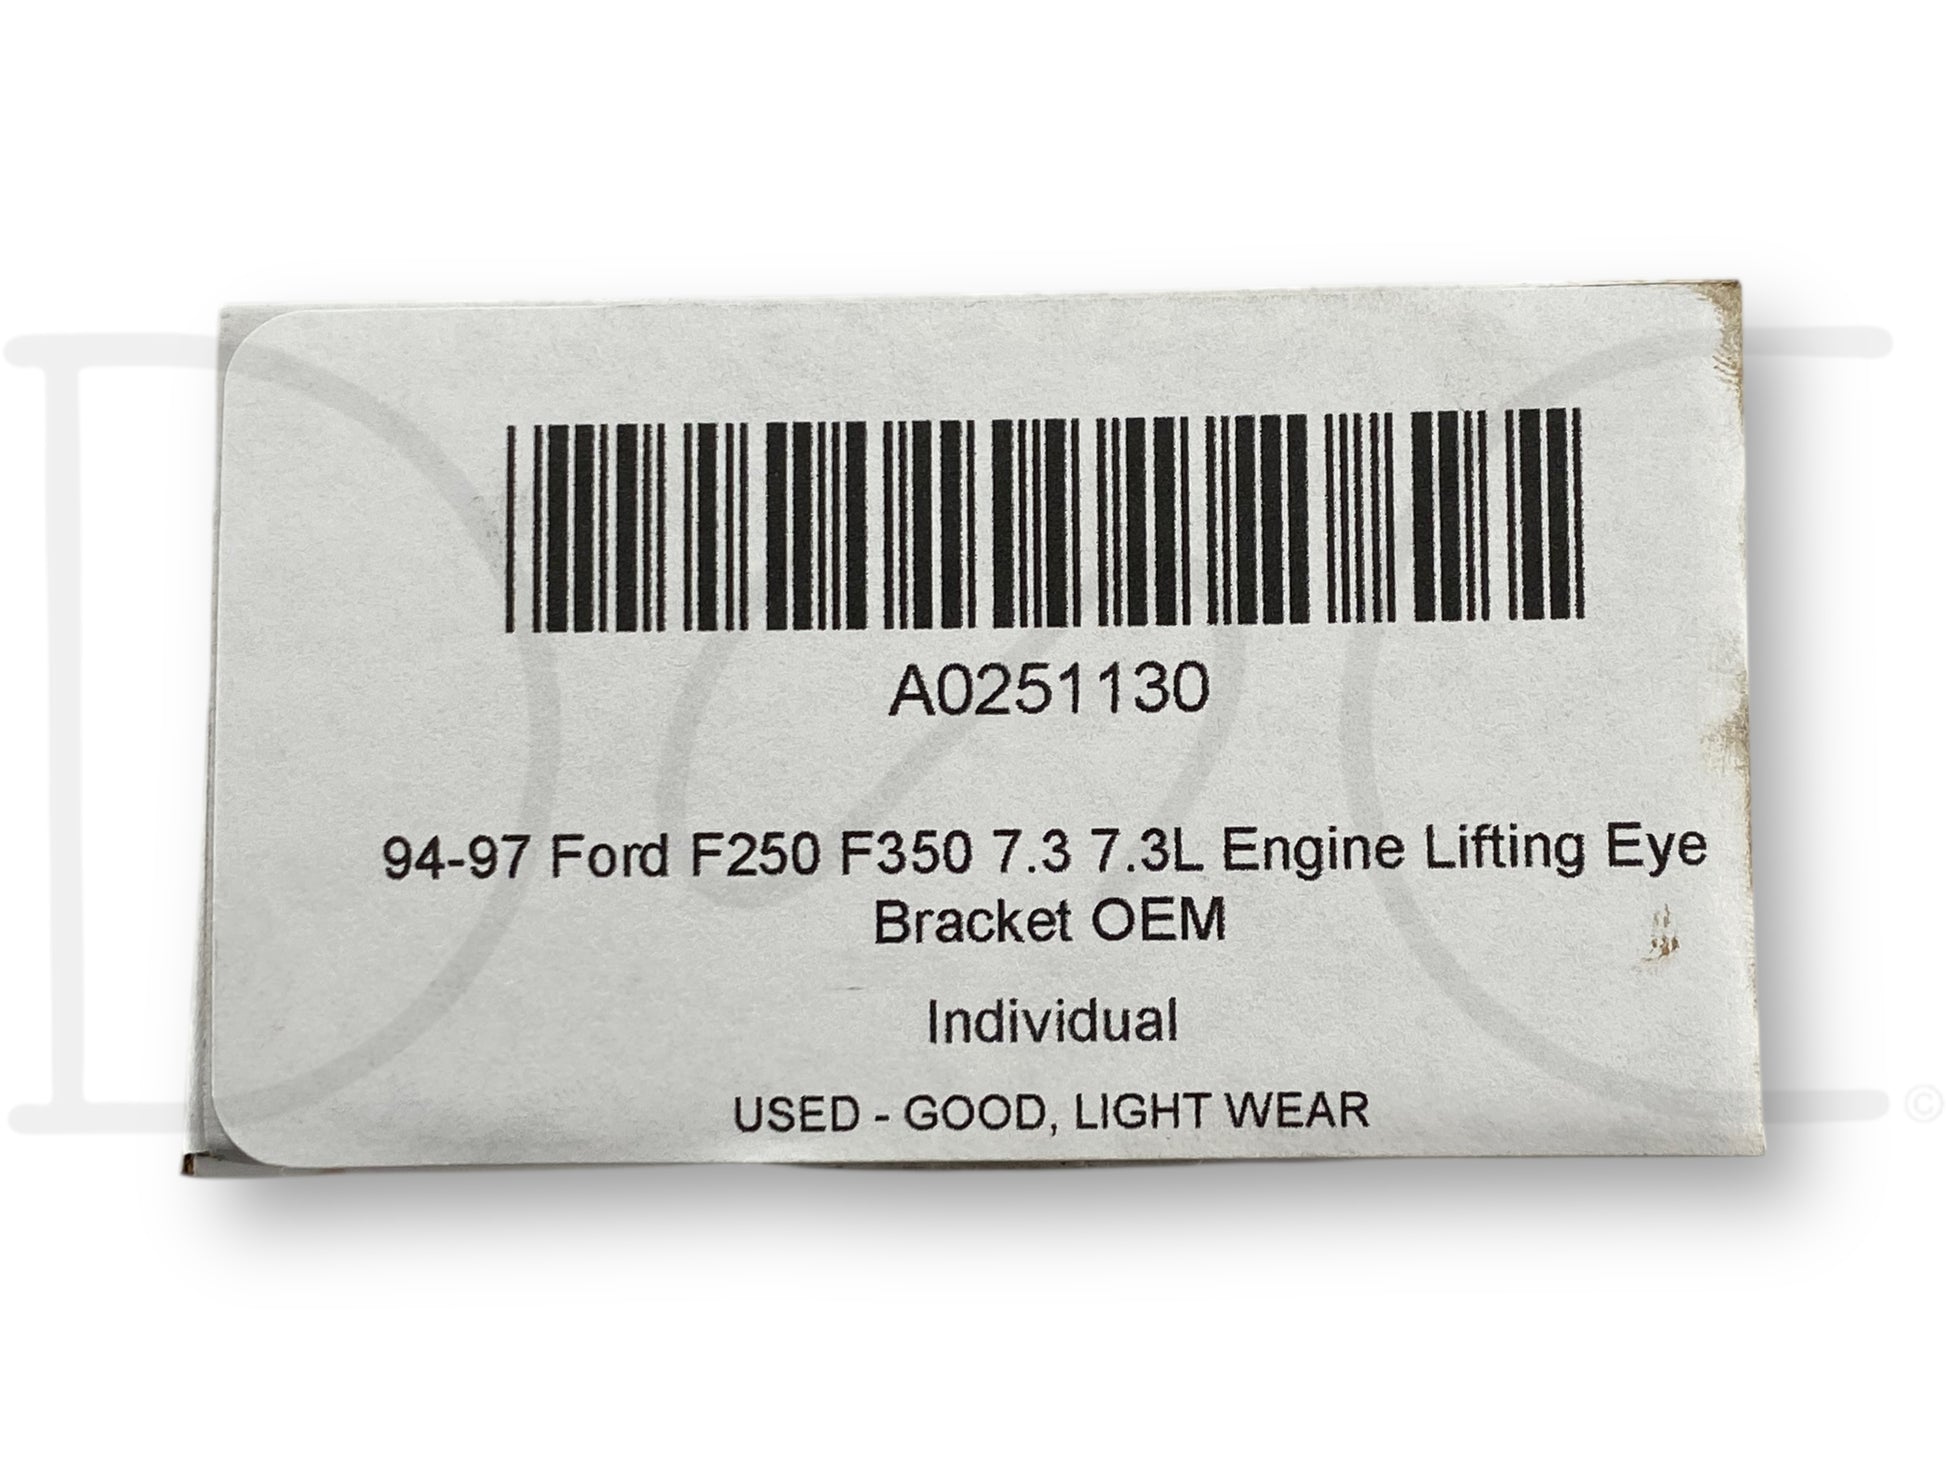 A0251130
94-97 Ford F250 F350 7.3 7.3L Engine Lifting Eye
Bracket OEM
Individual
USED - GOOD, LIGHT WEAR
©